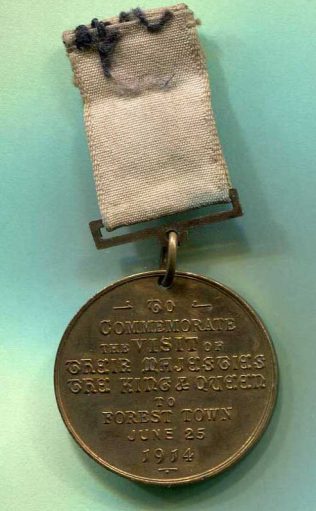 TO
COMMEMORATE
THE VISIT OF
THEIR MAJESTIES
THE KING & QUEEN
TO
FOREST TOWN
JUNE 25
1914